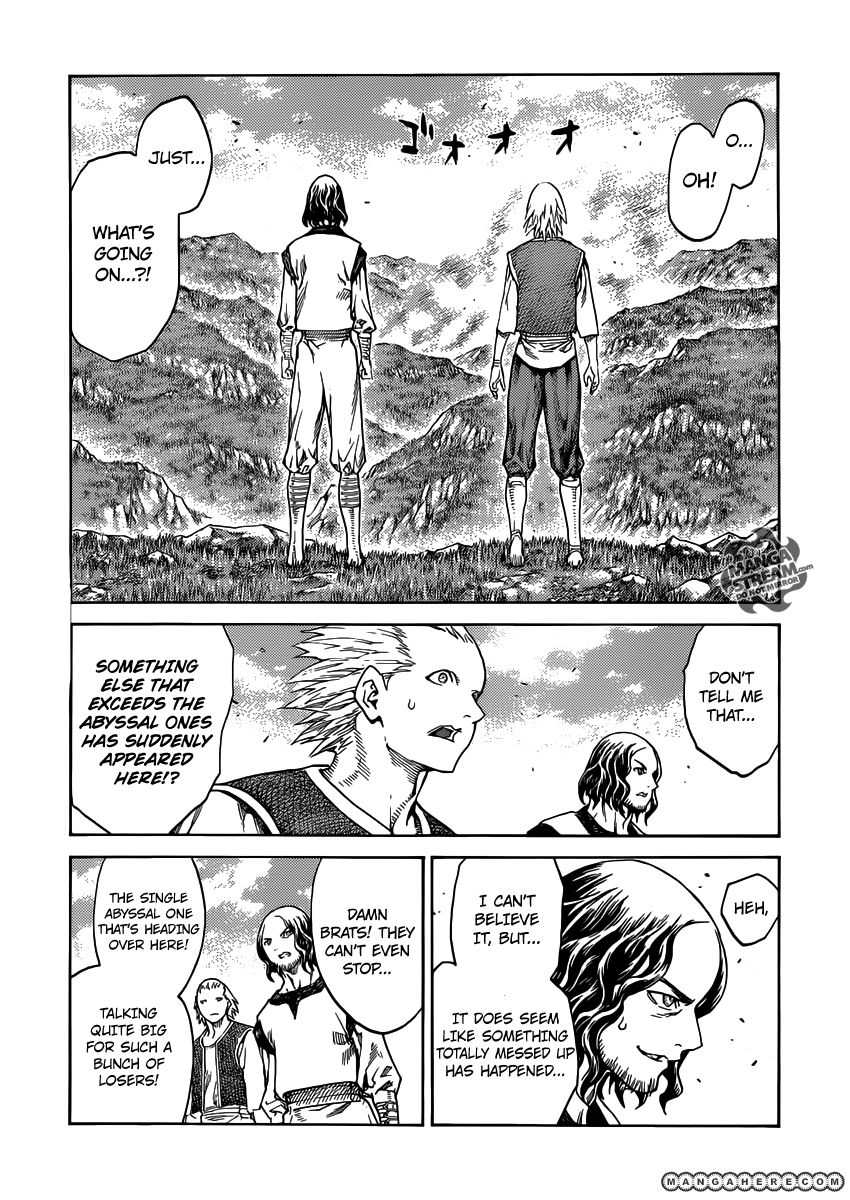 O...
OH!
ゴォォォ
JUST...
WHAT'S
GOING
ON...?!
MANGA
STREAM.com
DON'T
TELL ME
THAT...
SOMETHING
ELSE THAT
EXCEEDS THE
ABYSSAL ONES
HAS SUDDENLY
APPEARED
HERE!?
HEH,
I CAN'T
BELIEVE
IT, BUT...
IT DOES SEEM
LIKE SOMETHING
TOTALLY MESSED UP
HAS HAPPENED...
DAMN
BRATS! THEY
CAN'T EVEN
STOP...
THE SINGLE
ABYSSAL ONE
THAT'S HEADING
OVER HERE!
TALKING
QUITE BIG
FOR SUCH A
BUNCH OF
LOSERS!
MANGAHERE.COM